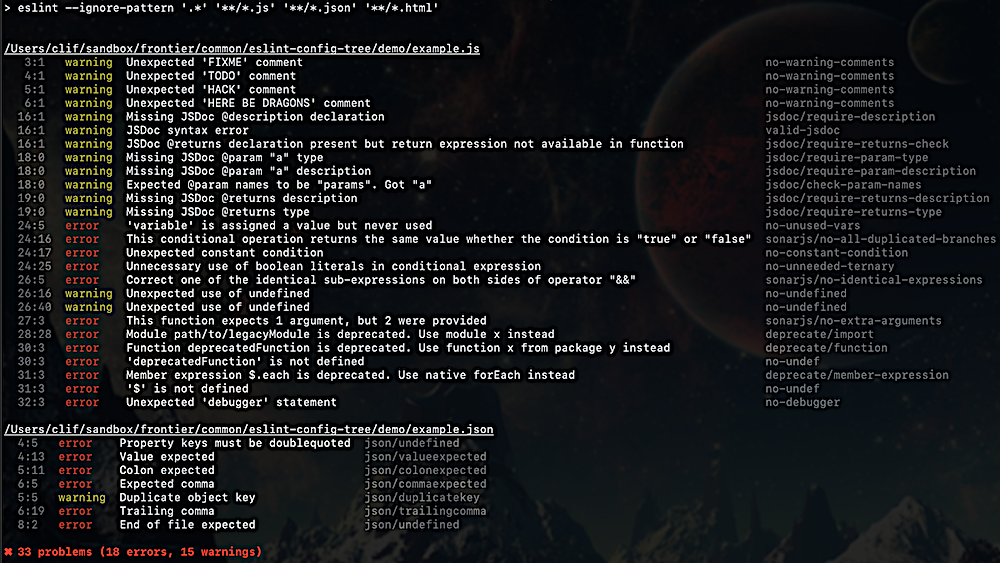 > eslint --ignore-pattern '.*' '**/*.js' '**/*.json' '**/*.html'
/Users/clif/sandbox/frontier/common/eslint-config-tree/demo/example.js
3:1 warning Unexpected 'FIXME' comment no-warning-comments
4:1 warning Unexpected 'TODO' comment no-warning-comments
5:1 warning Unexpected 'HACK' comment no-warning-comments
6:1 warning Unexpected 'HERE BE DRAGONS' comment no-warning-comments
16:1 warning Missing JSDoc @description declaration jsdoc/require-description
16:1 warning JSDoc syntax error valid-jsdoc
16:1 warning JSDoc @returns declaration present but return expression not available in function jsdoc/require-returns-check
18:0 warning Missing JSDoc @param "a" type jsdoc/require-param-type
18:0 warning Missing JSDoc @param "a" description jsdoc/require-param-description
18:0 warning Expected @param names to be "params". Got "a" jsdoc/check-param-names
19:0 warning Missing JSDoc @returns description jsdoc/require-returns-description
19:0 warning Missing JSDoc @returns type jsdoc/require-returns-type
24:5 error 'variable' is assigned a value but never used no-unused-vars
24:16 error This conditional operation returns the same value whether the condition is "true" or "false" sonarjs/no-all-duplicated-branches
24:17 error Unexpected constant condition no-constant-condition
24:25 error Unnecessary use of boolean literals in conditional expression no-unneeded-ternary
26:5 error Correct one of the identical sub-expressions on both sides of operator "&&" sonarjs/no-identical-expressions
26:16 warning Unexpected use of undefined no-undefined
26:40 warning Unexpected use of undefined no-undefined
27:3 error This function expects 1 argument, but 2 were provided sonarjs/no-extra-arguments
28:28 error Module path/to/legacyModule is deprecated. Use module x instead deprecate/import
30:3 error Function deprecatedFunction is deprecated. Use function x from package y instead deprecate/function
30:3 error 'deprecatedFunction' is not defined no-undef
31:3 error Member expression $.each is deprecated. Use native forEach instead deprecate/member-expression
31:3 error '$' is not defined no-undef
32:3 error Unexpected 'debugger' statement no-debugger
/Users/clif/sandbox/frontier/common/eslint-config-tree/demo/example.json
4:5 error Property keys must be doublequoted json/undefined
4:13 error Value expected json/valueexpected
5:11 error Colon expected json/colonexpected
6:5 error Expected comma json/commaexpected
5:5 warning Duplicate object key json/duplicatekey
6:19 error Trailing comma json/trailingcomma
8:2 error End of file expected json/undefined
✖ 33 problems (18 errors, 15 warnings)